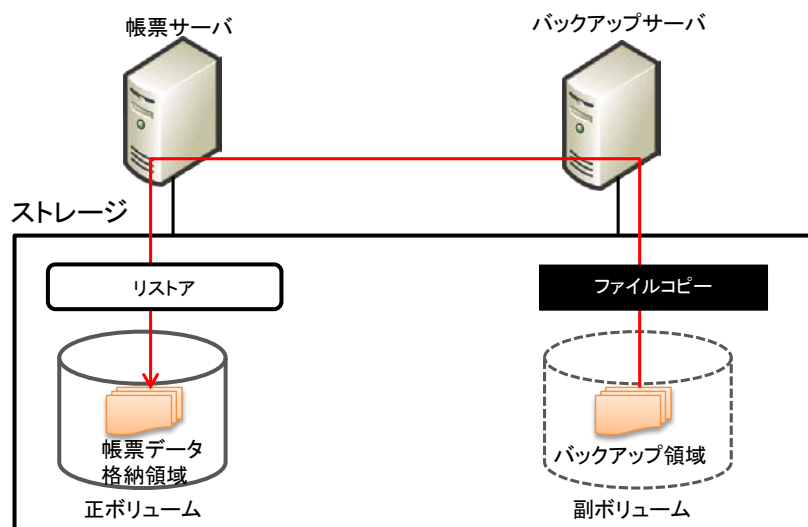 帳票サーバ
バックアップサーバ
ストレージ
リストア
ファイルコピー
帳票データ
格納領域
バックアップ領域
正ボリューム
副ボリューム